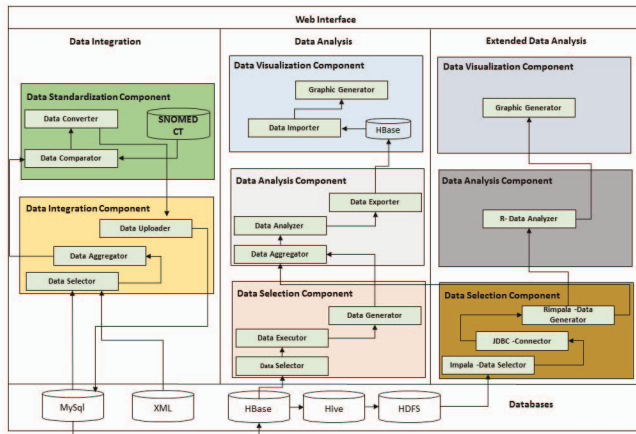 Web Interface
Data Integration
Data Standardization Component
Data Converter
SNOMED
CT
Data Comparator
Data Integration Component
Data Uploader
Data Aggregator
Data Selector
Data Analysis
Data Visualization Component
Graphic Generator
Data Importer
HBase
Data Analysis Component
Data Exporter
Data Analyzer
Data Aggregator
Data Selection Component
Data Generator
Data Executor
Data Selector
Extended Data Analysis
Data Visualization Component
Graphic Generator
Data Analysis Component
R- Data Analyzer
Data Selection Component
Rimpala -Data
Generator
JDBC -Connector
Impala -Data Selector
MySql
XML
HBase
Hive
HDFS
Databases